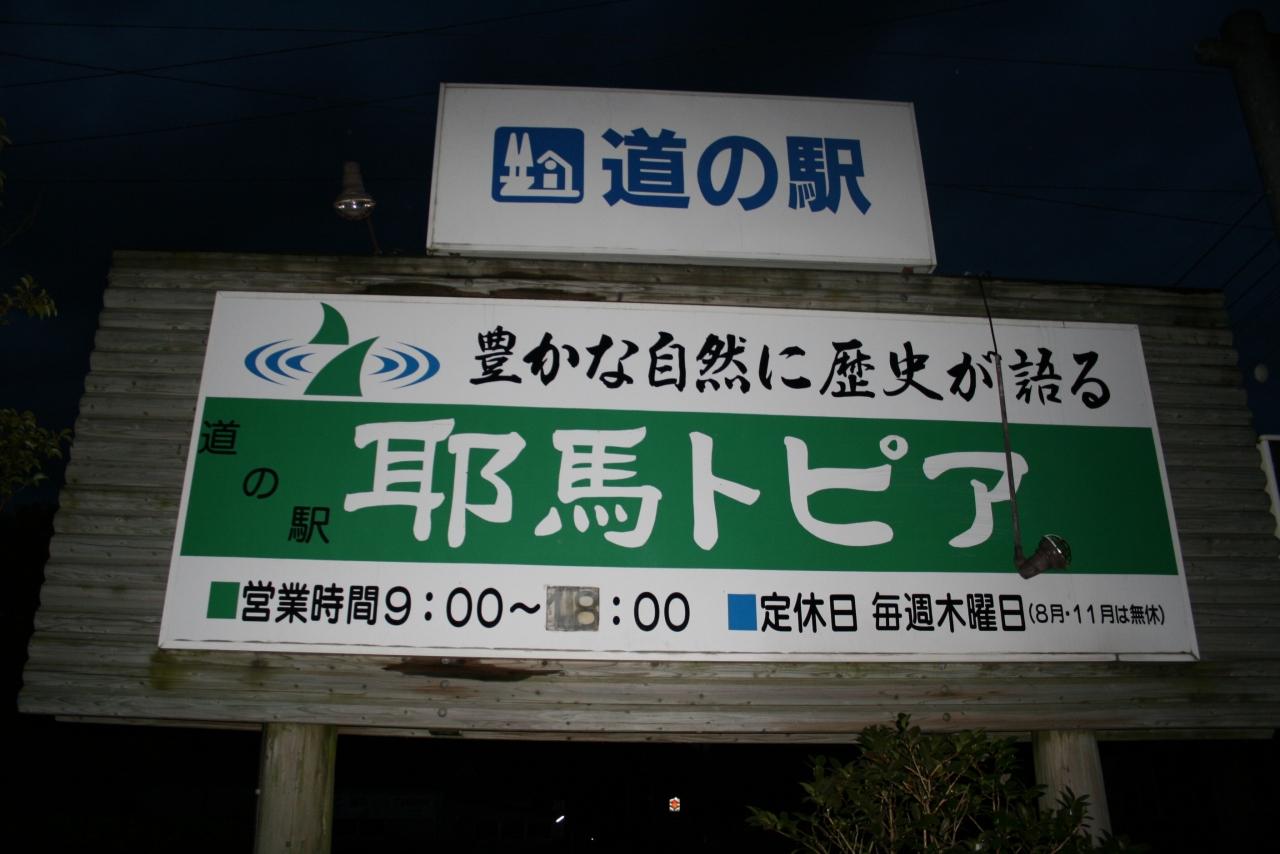 道の駅
豊かな自然に歴史が語る
道の駅 耶馬トピア
■営業時間9：00～18：00 ■定休日 毎週木曜日(8月・11月は無休)